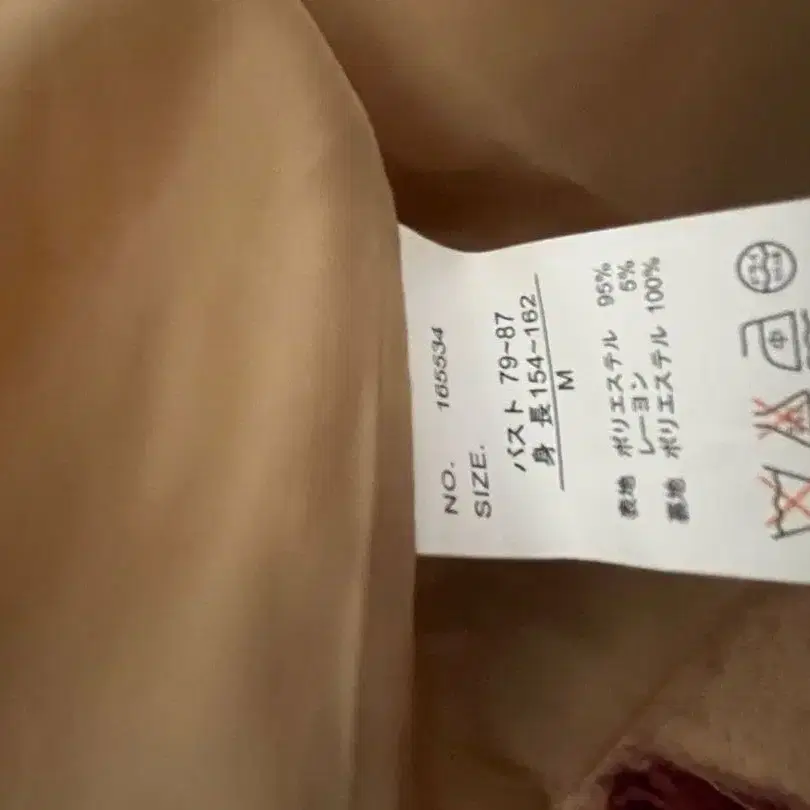 NO. 165534
SIZE.
バスト 79~87
身 長 154~162
M
表地 ポリエステル 95%
レーヨン 5%
裏地 ポリエステル 100%
中